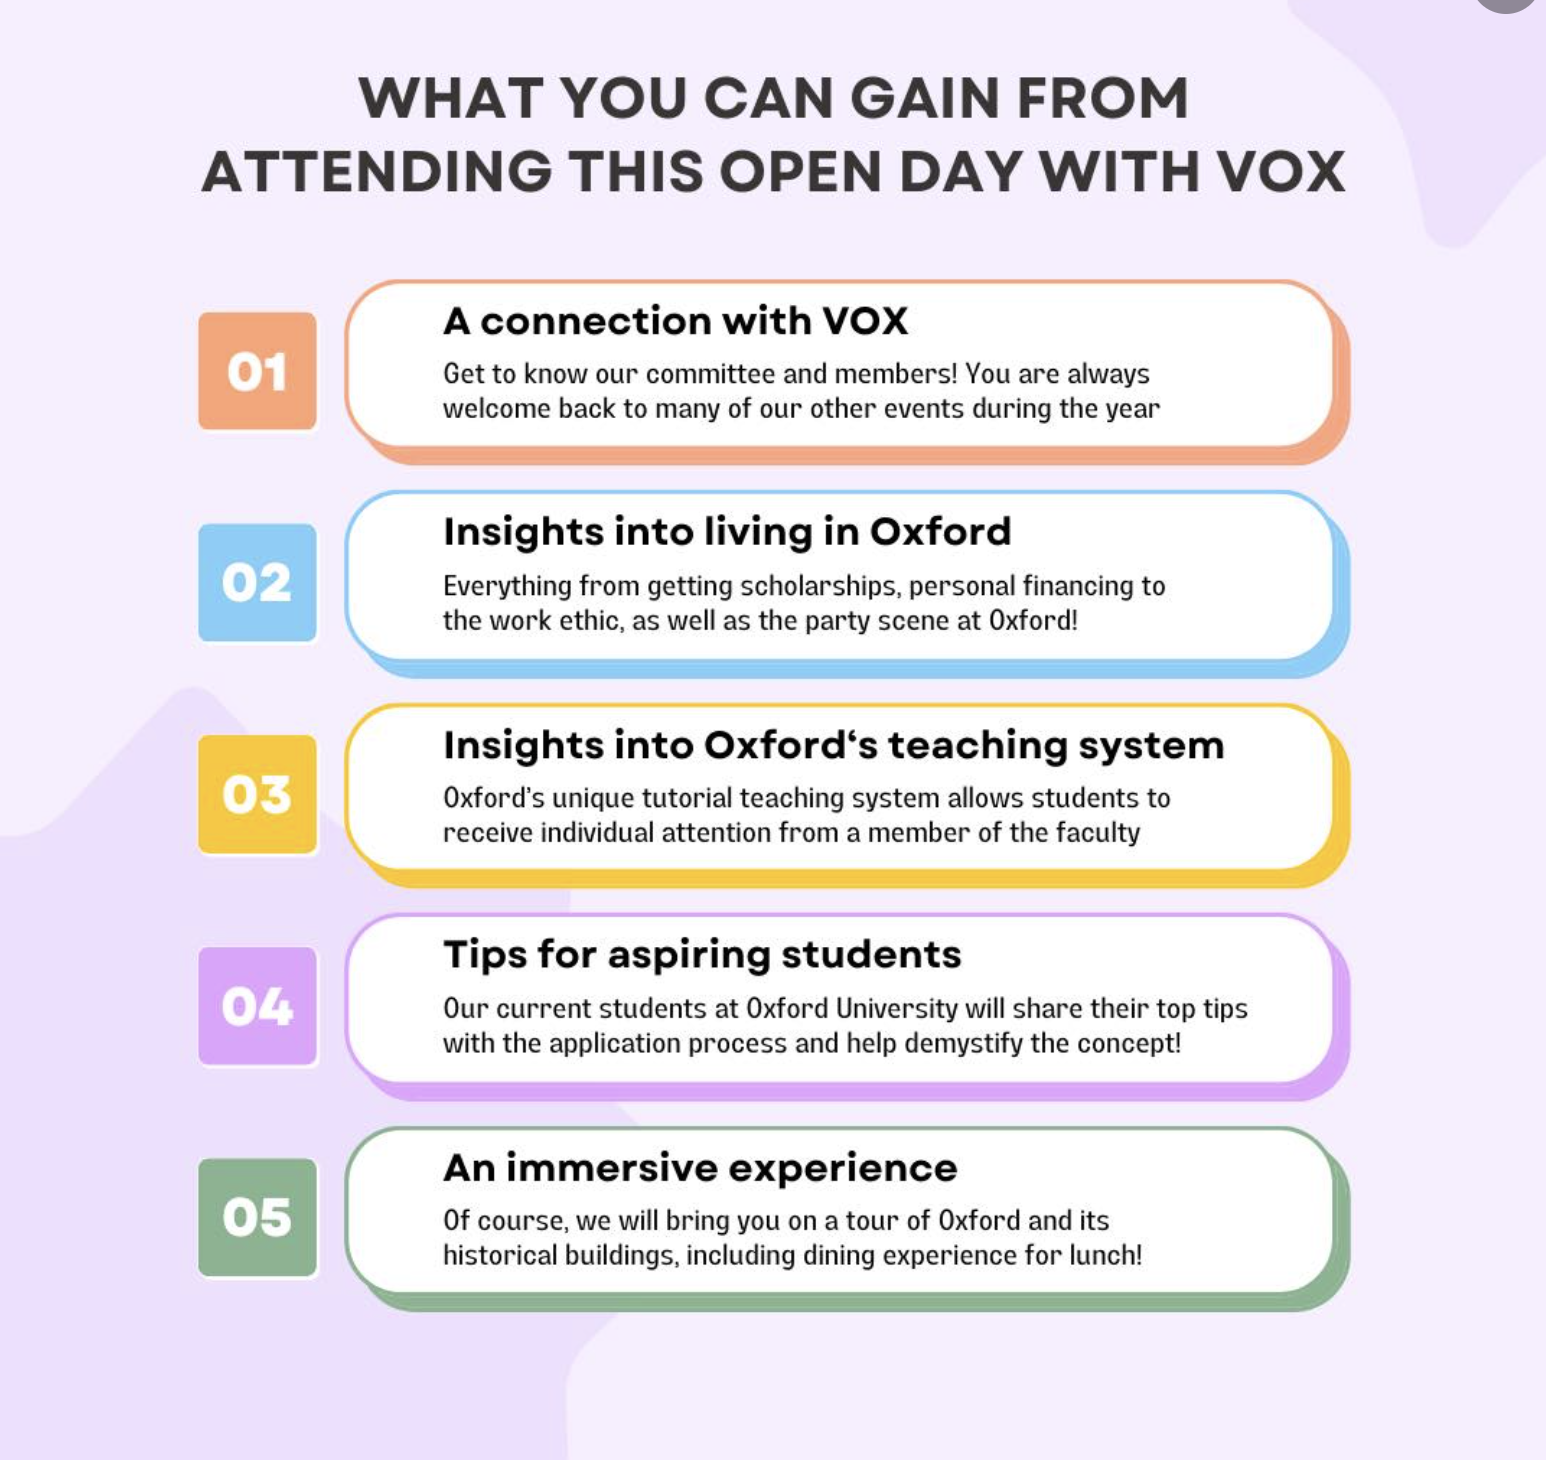 WHAT YOU CAN GAIN FROM
ATTENDING THIS OPEN DAY WITH VOX
01
A connection with VOX
Get to know our committee and members! You are always
welcome back to many of our other events during the year
02
Insights into living in Oxford
Everything from getting scholarships, personal financing to
the work ethic, as well as the party scene at Oxford!
03
Insights into Oxford‘s teaching system
Oxford’s unique tutorial teaching system allows students to
receive individual attention from a member of the faculty
04
Tips for aspiring students
Our current students at Oxford University will share their top tips
with the application process and help demystify the concept!
05
An immersive experience
Of course, we will bring you on a tour of Oxford and its
historical buildings, including dining experience for lunch!